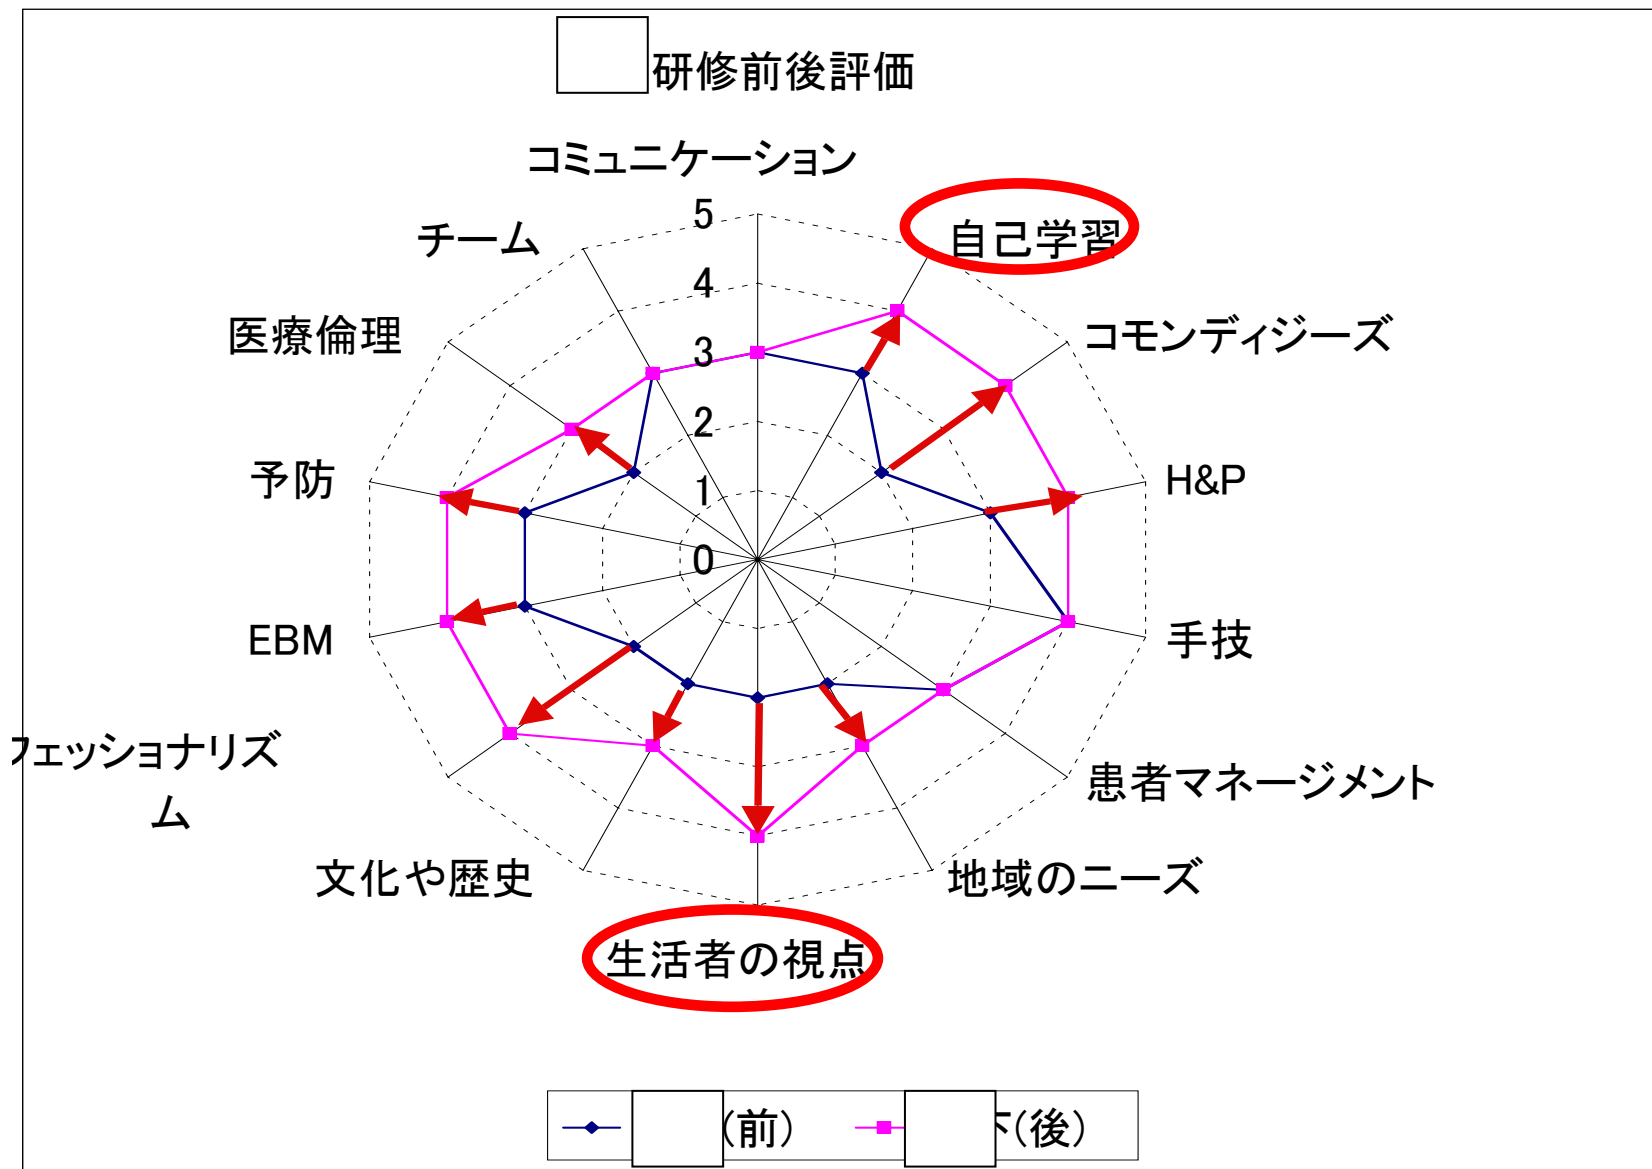 研修前後評価
コミュニケーション
自己学習
コモンディジーズ
H&P
手技
患者マネージジメント
地域のニーズ
生活者の視点
文化や歴史
フェッショナリズ
ム
EBM
予防
医療倫理
チーム
5
4
3
2
1
0
(前)
下(後)